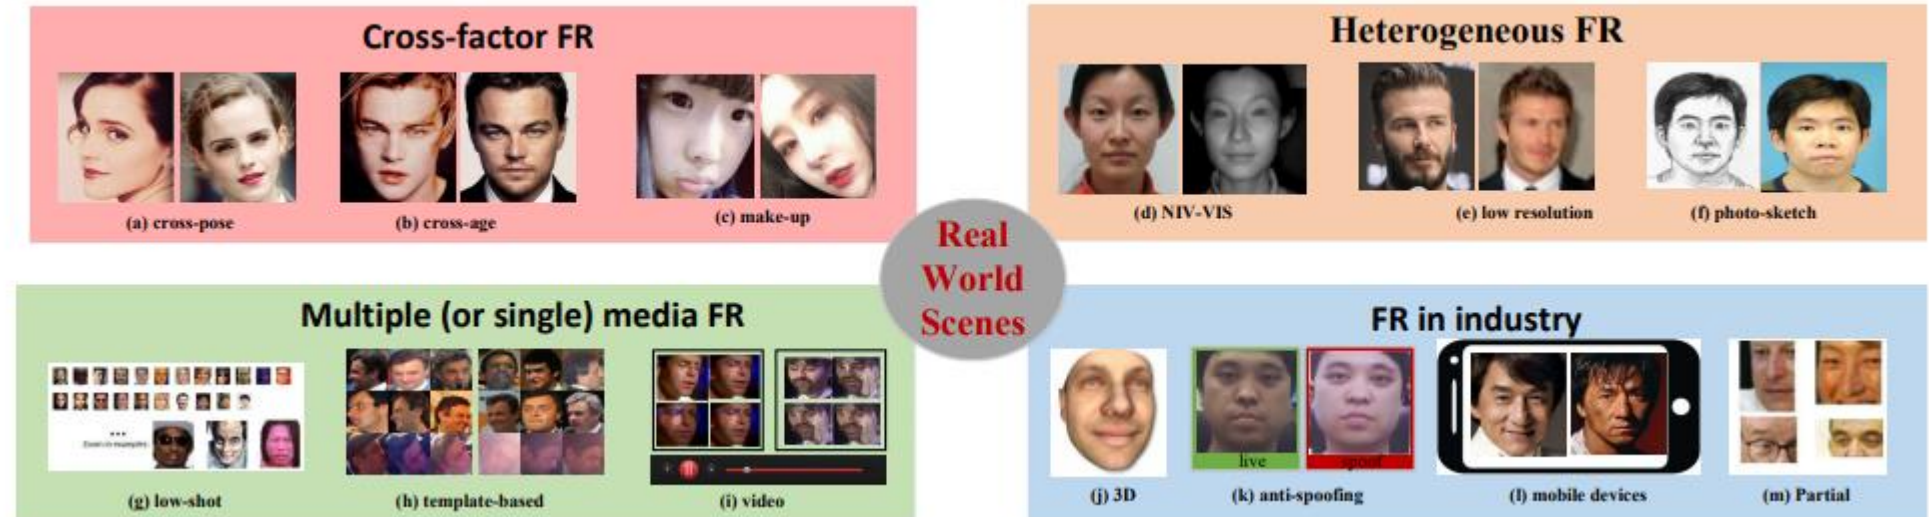 Cross-factor FR
(a) cross-pose
(b) cross-age
(c) make-up
Heterogeneous FR
(d) NIV-VIS
(e) low resolution
(f) photo-sketch
Real
World
Scenes
Multiple (or single) media FR
(g) low-shot
(h) template-based
(i) video
FR in industry
live
spoof
(j) 3D
(k) anti-spoofing
(l) mobile devices
(m) Partial